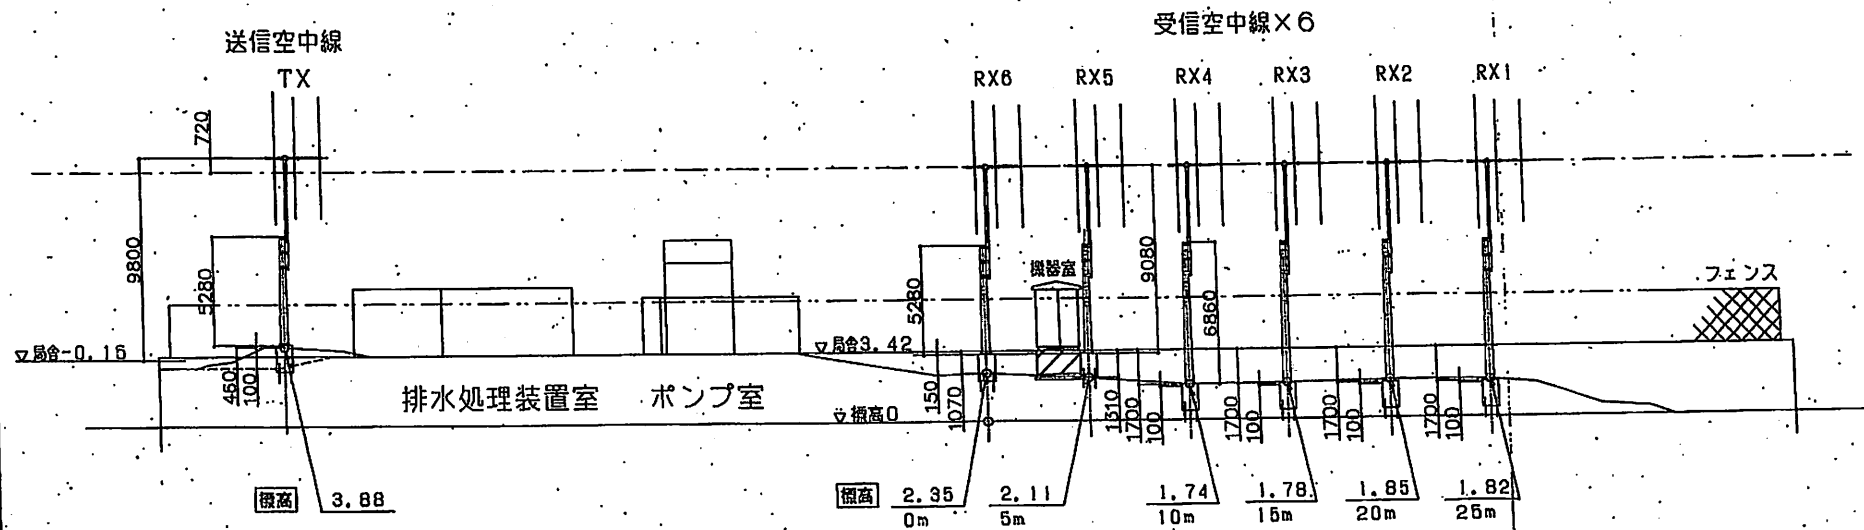 受信空中線×6
送信空中線
TX
RX6
RX5
RX4
RX3
RX2
RX1
720
9800
5280
5280
機器室
9080
6860
フェンス
▽局舎-0.15
▽局舎3.42
450
100
排水処理装置室
ポンプ室
▽標高0
150
1070
1310
1700
100
1700
100
1700
100
1700
100
標高
3.88
標高
2.35
0m
2.11
5m
1.74
10m
1.78
15m
1.85
20m
1.82
25m